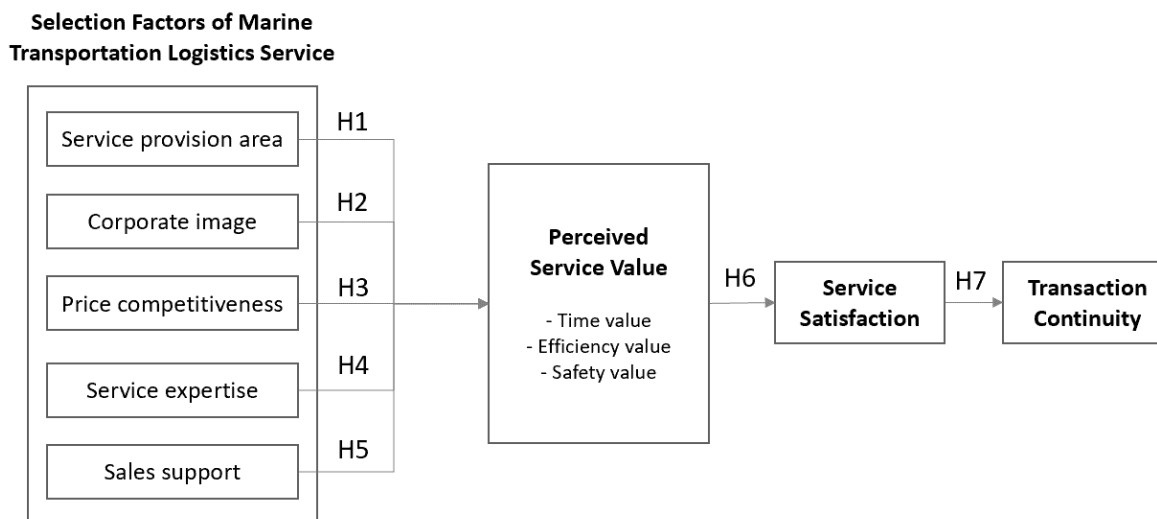 Selection Factors of Marine
Transportation Logistics Service
Service provision area
H1
Corporate image
H2
Price competitiveness
H3
Service expertise
H4
Sales support
H5
Perceived
Service Value
- Time value
- Efficiency value
- Safety value
H6
Service
Satisfaction
H7
Transaction
Continuity